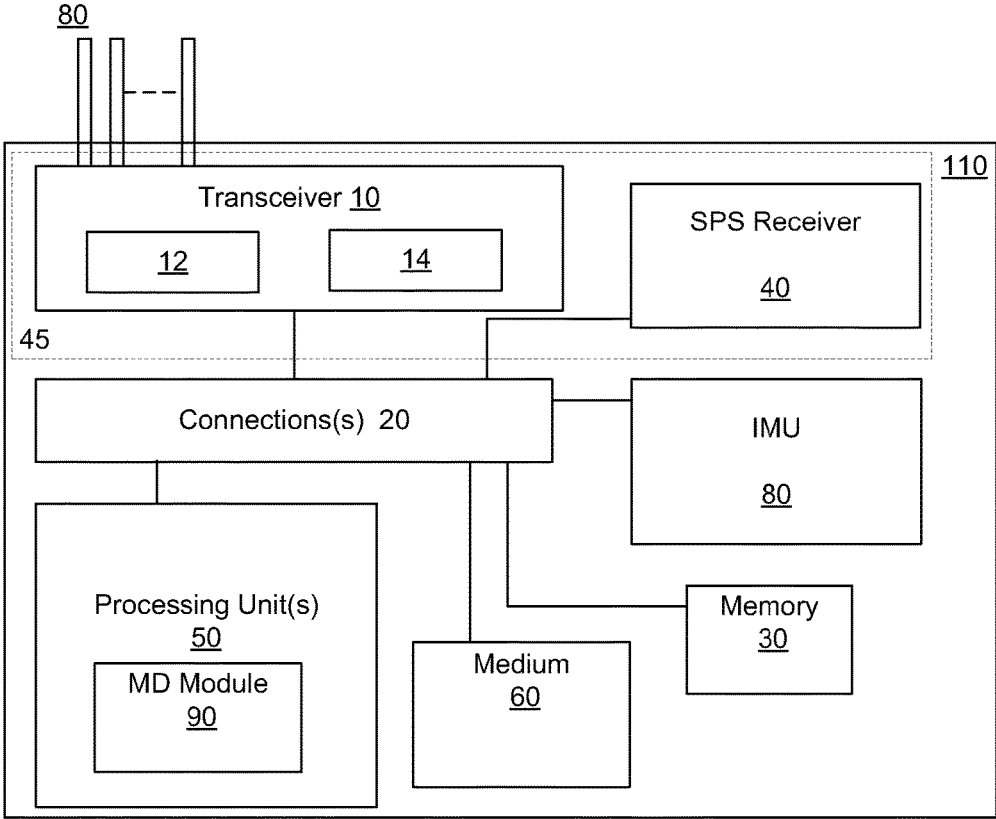 80
110
Transceiver 10
12
14
SPS Receiver
40
45
Connections(s) 20
IMU
80
Processing Unit(s)
50
MD Module
90
Medium
60
Memory
30